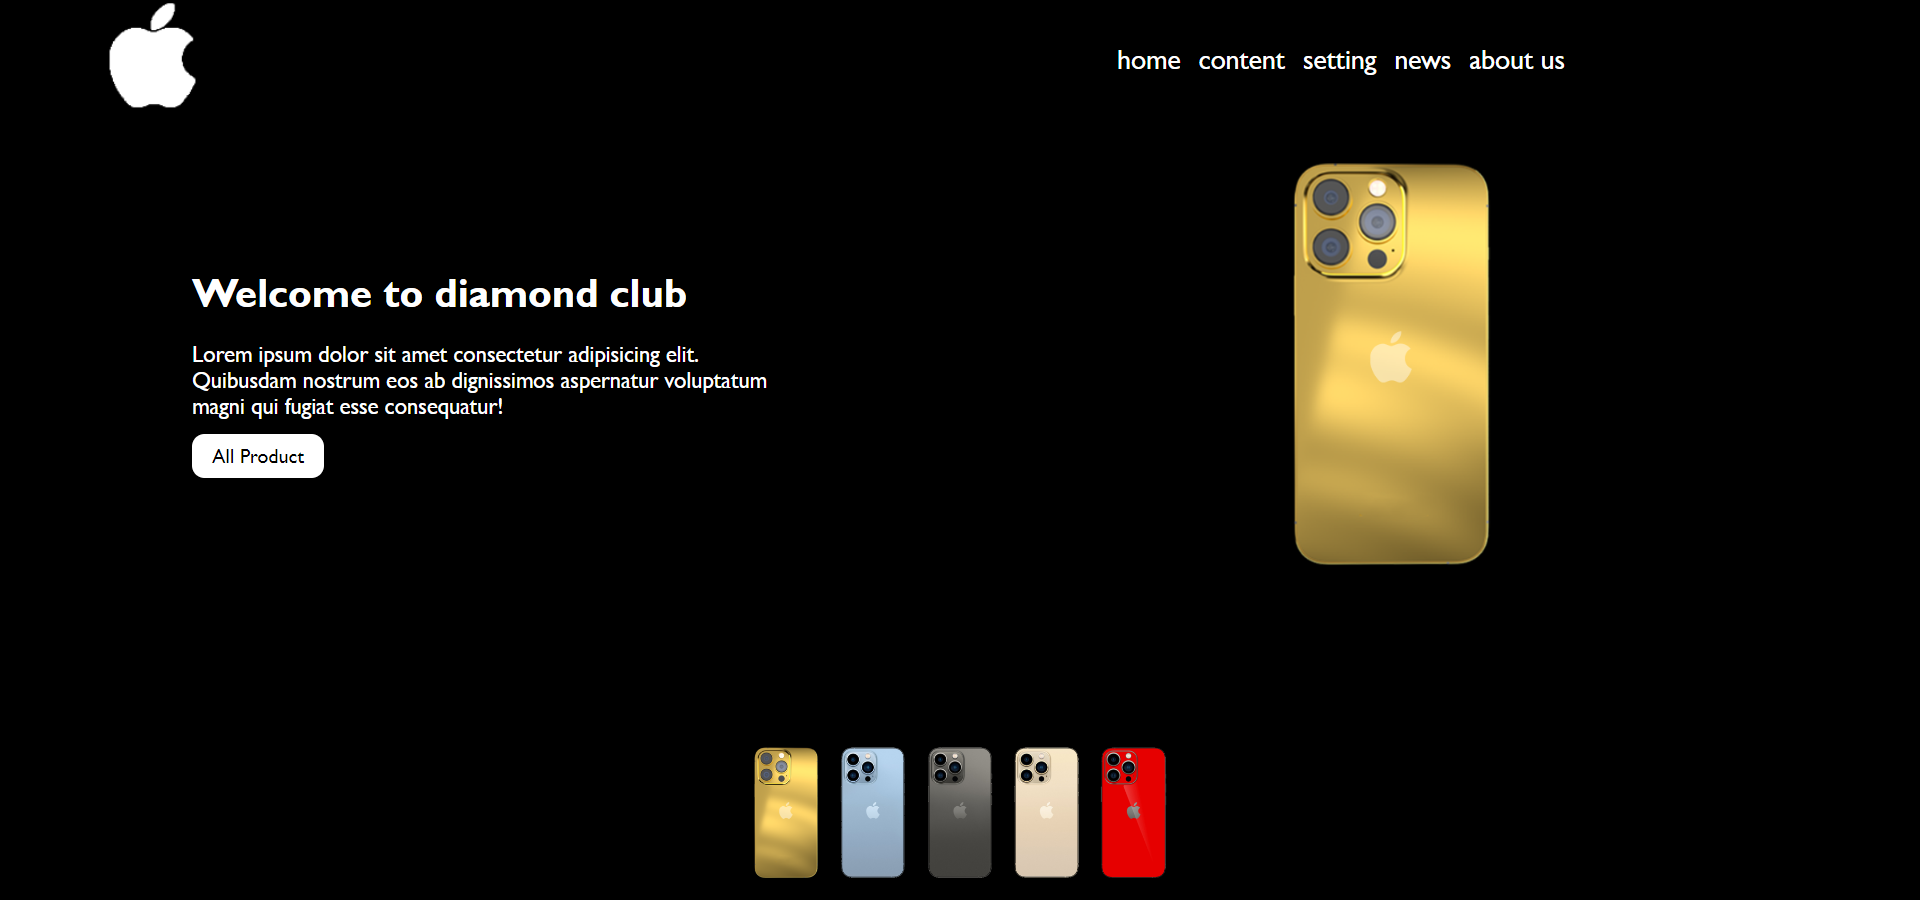 home content setting news about us
Welcome to diamond club
Lorem ipsum dolor sit amet consectetur adipisicing elit.
Quibusdam nostrum eos ab dignissimos aspernatur voluptatum
magni qui fugiat esse consequatur!
All Product